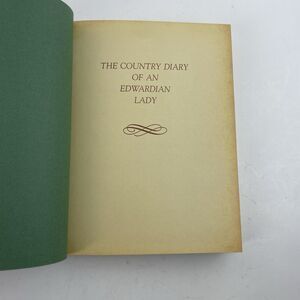 THE COUNTRY DIARY
OF AN
EDWARDIAN
LADY